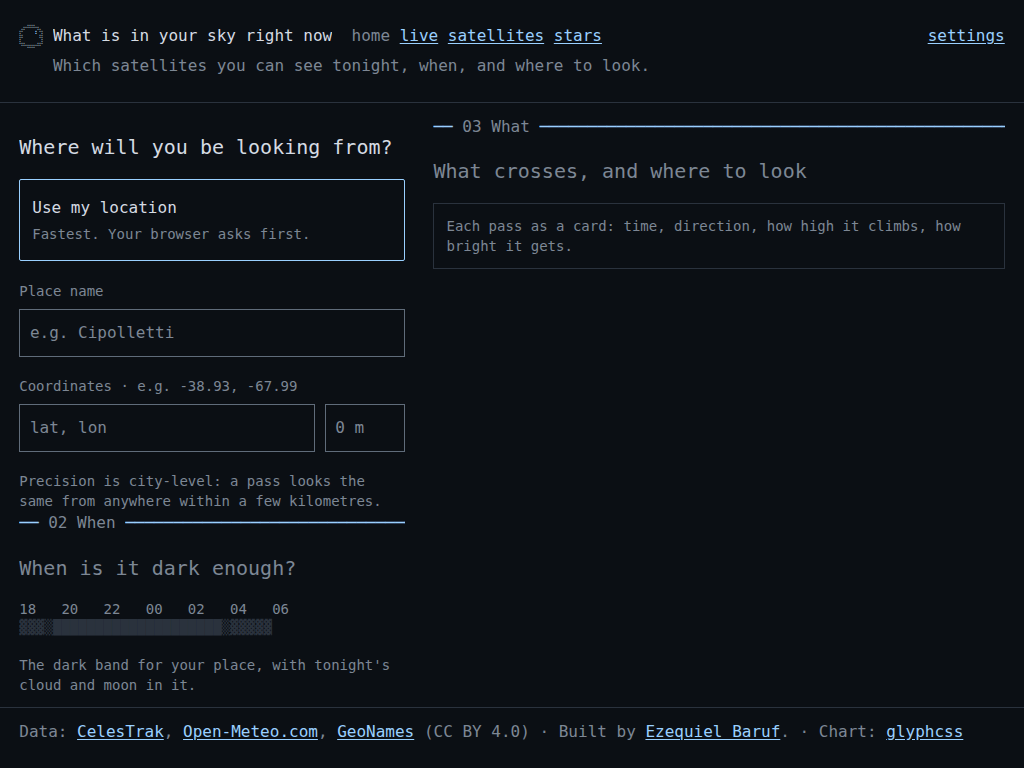 What is in your sky right now home live satellites stars settings
Which satellites you can see tonight, when, and where to look.
Where will you be looking from?
Use my location
Fastest. Your browser asks first.
Place name
e.g. Cipolletti
Coordinates · e.g. -38.93, -67.99
lat, lon
0 m
Precision is city-level: a pass looks the
same from anywhere within a few kilometres.
02 When
When is it dark enough?
18 20 22 00 02 04 06
The dark band for your place, with tonight's
cloud and moon in it.
03 What
What crosses, and where to look
Each pass as a card: time, direction, how high it climbs, how
bright it gets.
Data: CelesTrak, Open-Meteo.com, GeoNames (CC BY 4.0) · Built by Ezequiel Baruf. · Chart: glyphcss